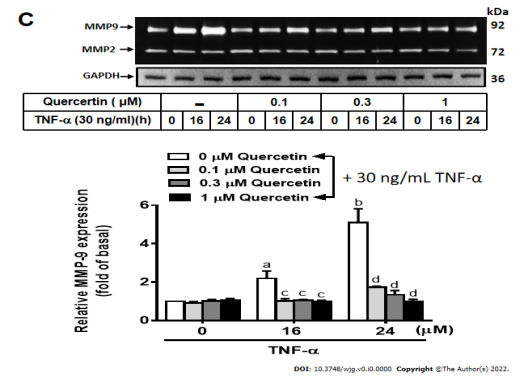 C
kDa
MMP9 92
MMP2 72
GAPDH 36
Quercertin ( μM) – 0.1 0.3 1
TNF-α (30 ng/ml)(h) 0 16 24 0 16 24 0 16 24 0 16 24
0 μM Quercetin
0.1 μM Quercetin
0.3 μM Quercetin
1 μM Quercetin
+ 30 ng/mL TNF-α
Relative MMP-9 expression
(fold of basal)
6
4
2
0
a
c c c
b
d d d
0 16 24 (μM)
TNF-α
DOI: 10.3748/wjg.v0.i0.0000 Copyright ©The Author(s) 2022.